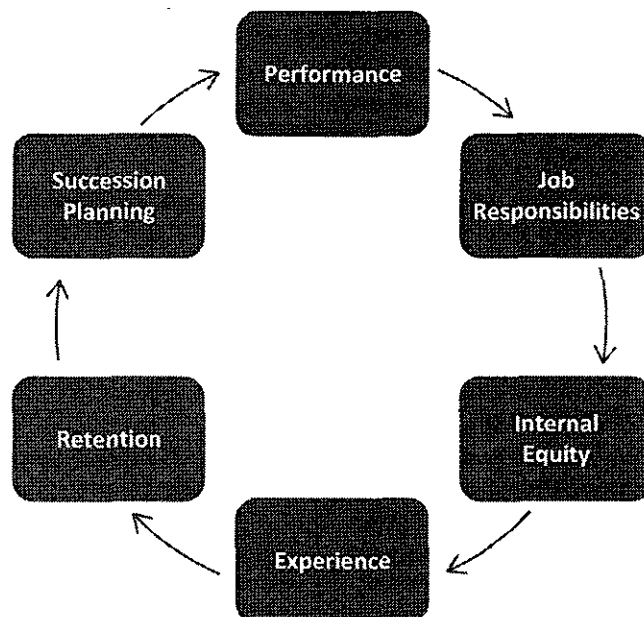 Performance
Job
Responsibilities
Internal
Equity
Experience
Retention
Succession
Planning